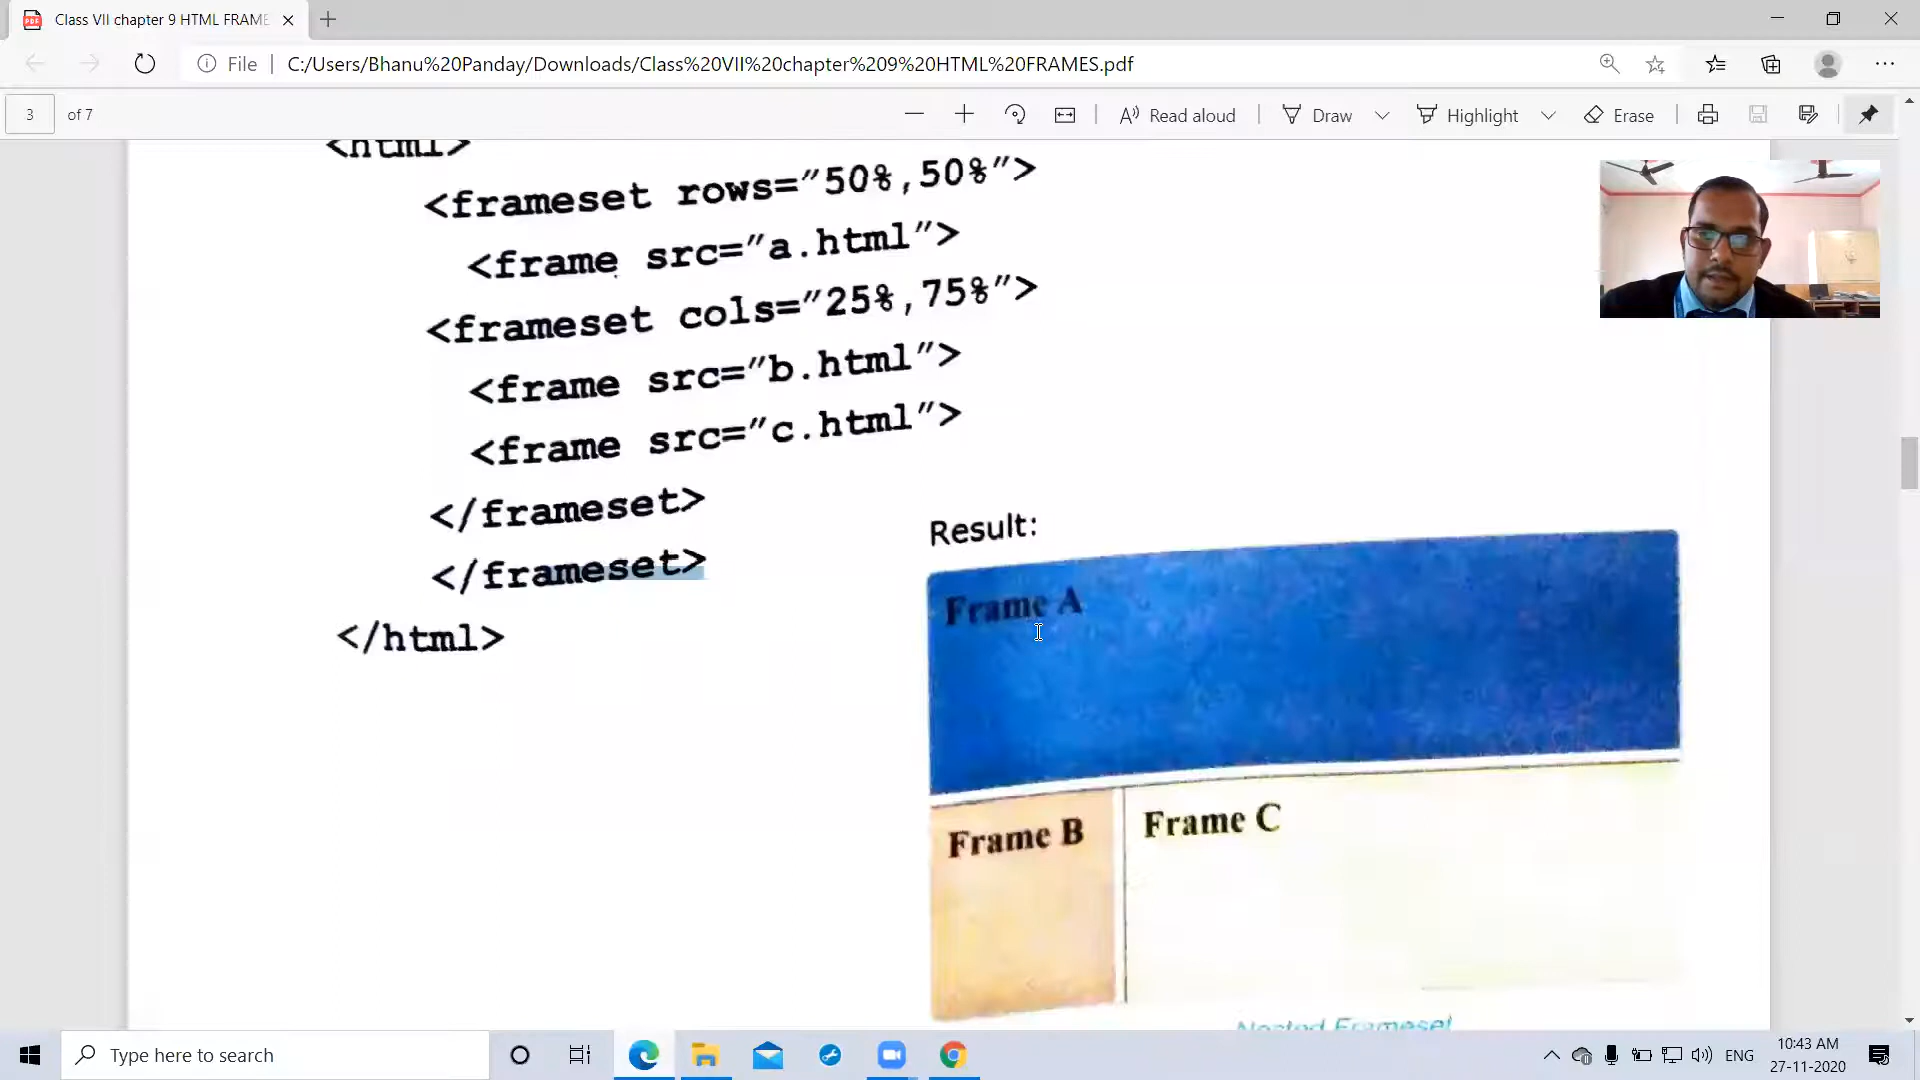 Class VII chapter 9 HTML FRAME
File
C:/Users/Bhanu%20Panday/Downloads/Class%20VII%20chapter%209%20HTML%20FRAMES.pdf
3 of 7
Read aloud
Draw
Highlight
Erase
<html>
<frameset rows="50%,50%">
<frame src="a.html">
<frameset cols="25%,75%">
<frame src="b.html">
<frame src="c.html">
</frameset>
</frameset>
</html>
Result:
Frame A
Frame B
Frame C
Nested Frameset
Type here to search
ENG
10:43 AM
27-11-2020